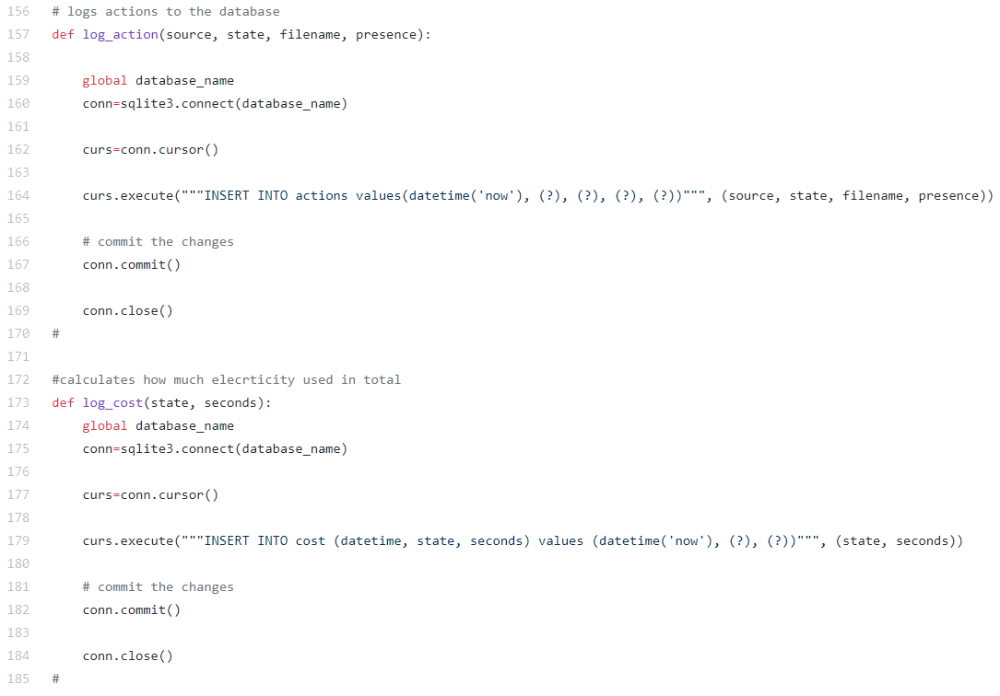 156 # logs actions to the database
157 def log_action(source, state, filename, presence):
158
159     global database_name
160     conn=sqlite3.connect(database_name)
161
162     curs=conn.cursor()
163
164     curs.execute("""INSERT INTO actions values(datetime('now'), (?), (?), (?), (?))""", (source, state, filename, presence))
165
166     # commit the changes
167     conn.commit()
168
169     conn.close()
170 #
171
172 #calculates how much elecrticity used in total
173 def log_cost(state, seconds):
174     global database_name
175     conn=sqlite3.connect(database_name)
176
177     curs=conn.cursor()
178
179     curs.execute("""INSERT INTO cost (datetime, state, seconds) values (datetime('now'), (?), (?))""", (state, seconds))
180
181     # commit the changes
182     conn.commit()
183
184     conn.close()
185 #